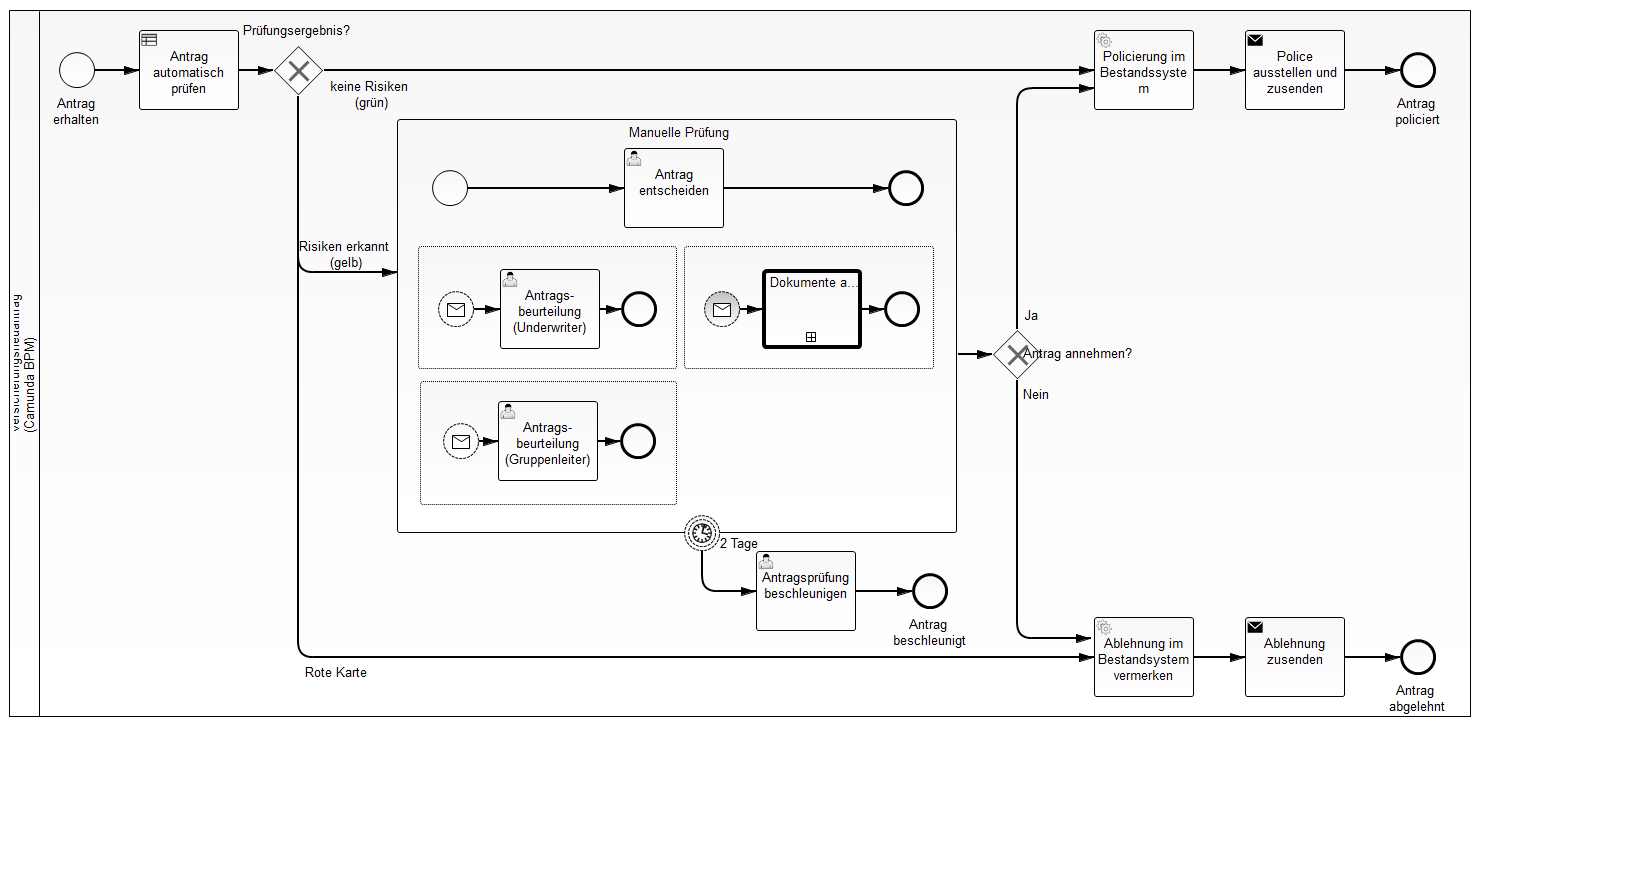 Prüfungsergebnis?
Antrag
automatisch
prüfen
Antrag
erhalten
keine Risiken
(grün)
Policierung im
Bestandssyste
m
Police
ausstellen und
zusenden
Antrag
policiert
Manuelle Prüfung
Antrag
entscheiden
Risiken erkannt
(gelb)
Antrags-
beurteilung
(Underwriter)
Dokumente a...
(Camunda BPM)
Ja
Antrag annehmen?
Nein
Antrags-
beurteilung
(Gruppenleiter)
2 Tage
Antragsprüfung
beschleunigen
Antrag
beschleunigt
Rote Karte
Ablehnung im
Bestandsystem
vermerken
Ablehnung
zusenden
Antrag
abgelehnt